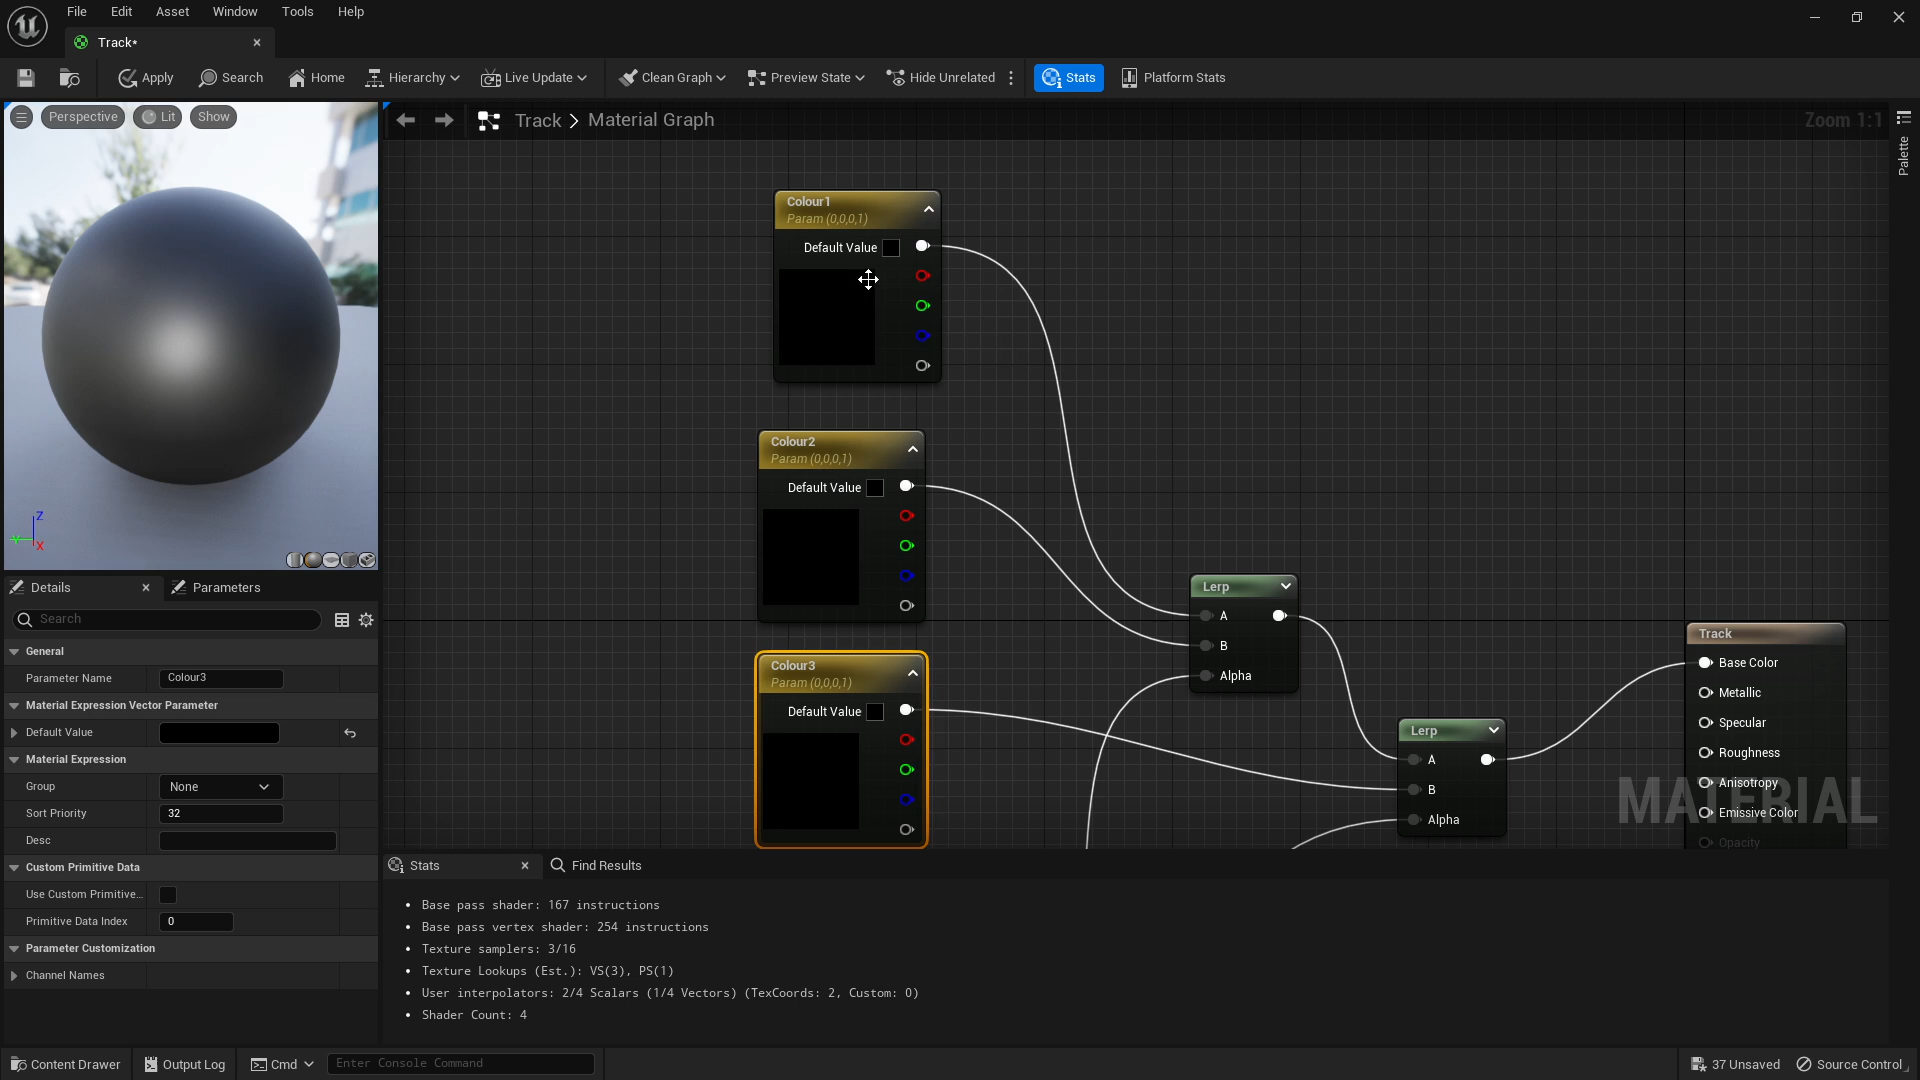 File Edit Asset Window Tools Help
Track*
Apply Search Home Hierarchy Live Update Clean Graph Preview State Hide Unrelated Stats Platform Stats
Perspective Lit Show
Track > Material Graph
Zoom 1:1
Palette
Colour1
Param (0,0,0,1)
Default Value
Colour2
Param (0,0,0,1)
Default Value
Colour3
Param (0,0,0,1)
Default Value
Lerp
A
B
Alpha
Lerp
A
B
Alpha
Track
Base Color
Metallic
Specular
Roughness
Anisotropy
Emissive Color
Opacity
MATERIAL
Z
Y
X
Details Parameters
Search
General
Parameter Name Colour3
Material Expression Vector Parameter
Default Value
Material Expression
Group None
Sort Priority 32
Desc
Custom Primitive Data
Use Custom Primitive...
Primitive Data Index 0
Parameter Customization
Channel Names
Stats Find Results
• Base pass shader: 167 instructions
• Base pass vertex shader: 254 instructions
• Texture samplers: 3/16
• Texture Lookups (Est.): VS(3), PS(1)
• User interpolators: 2/4 Scalars (1/4 Vectors) (TexCoords: 2, Custom: 0)
• Shader Count: 4
Content Drawer Output Log Cmd Enter Console Command 37 Unsaved Source Control